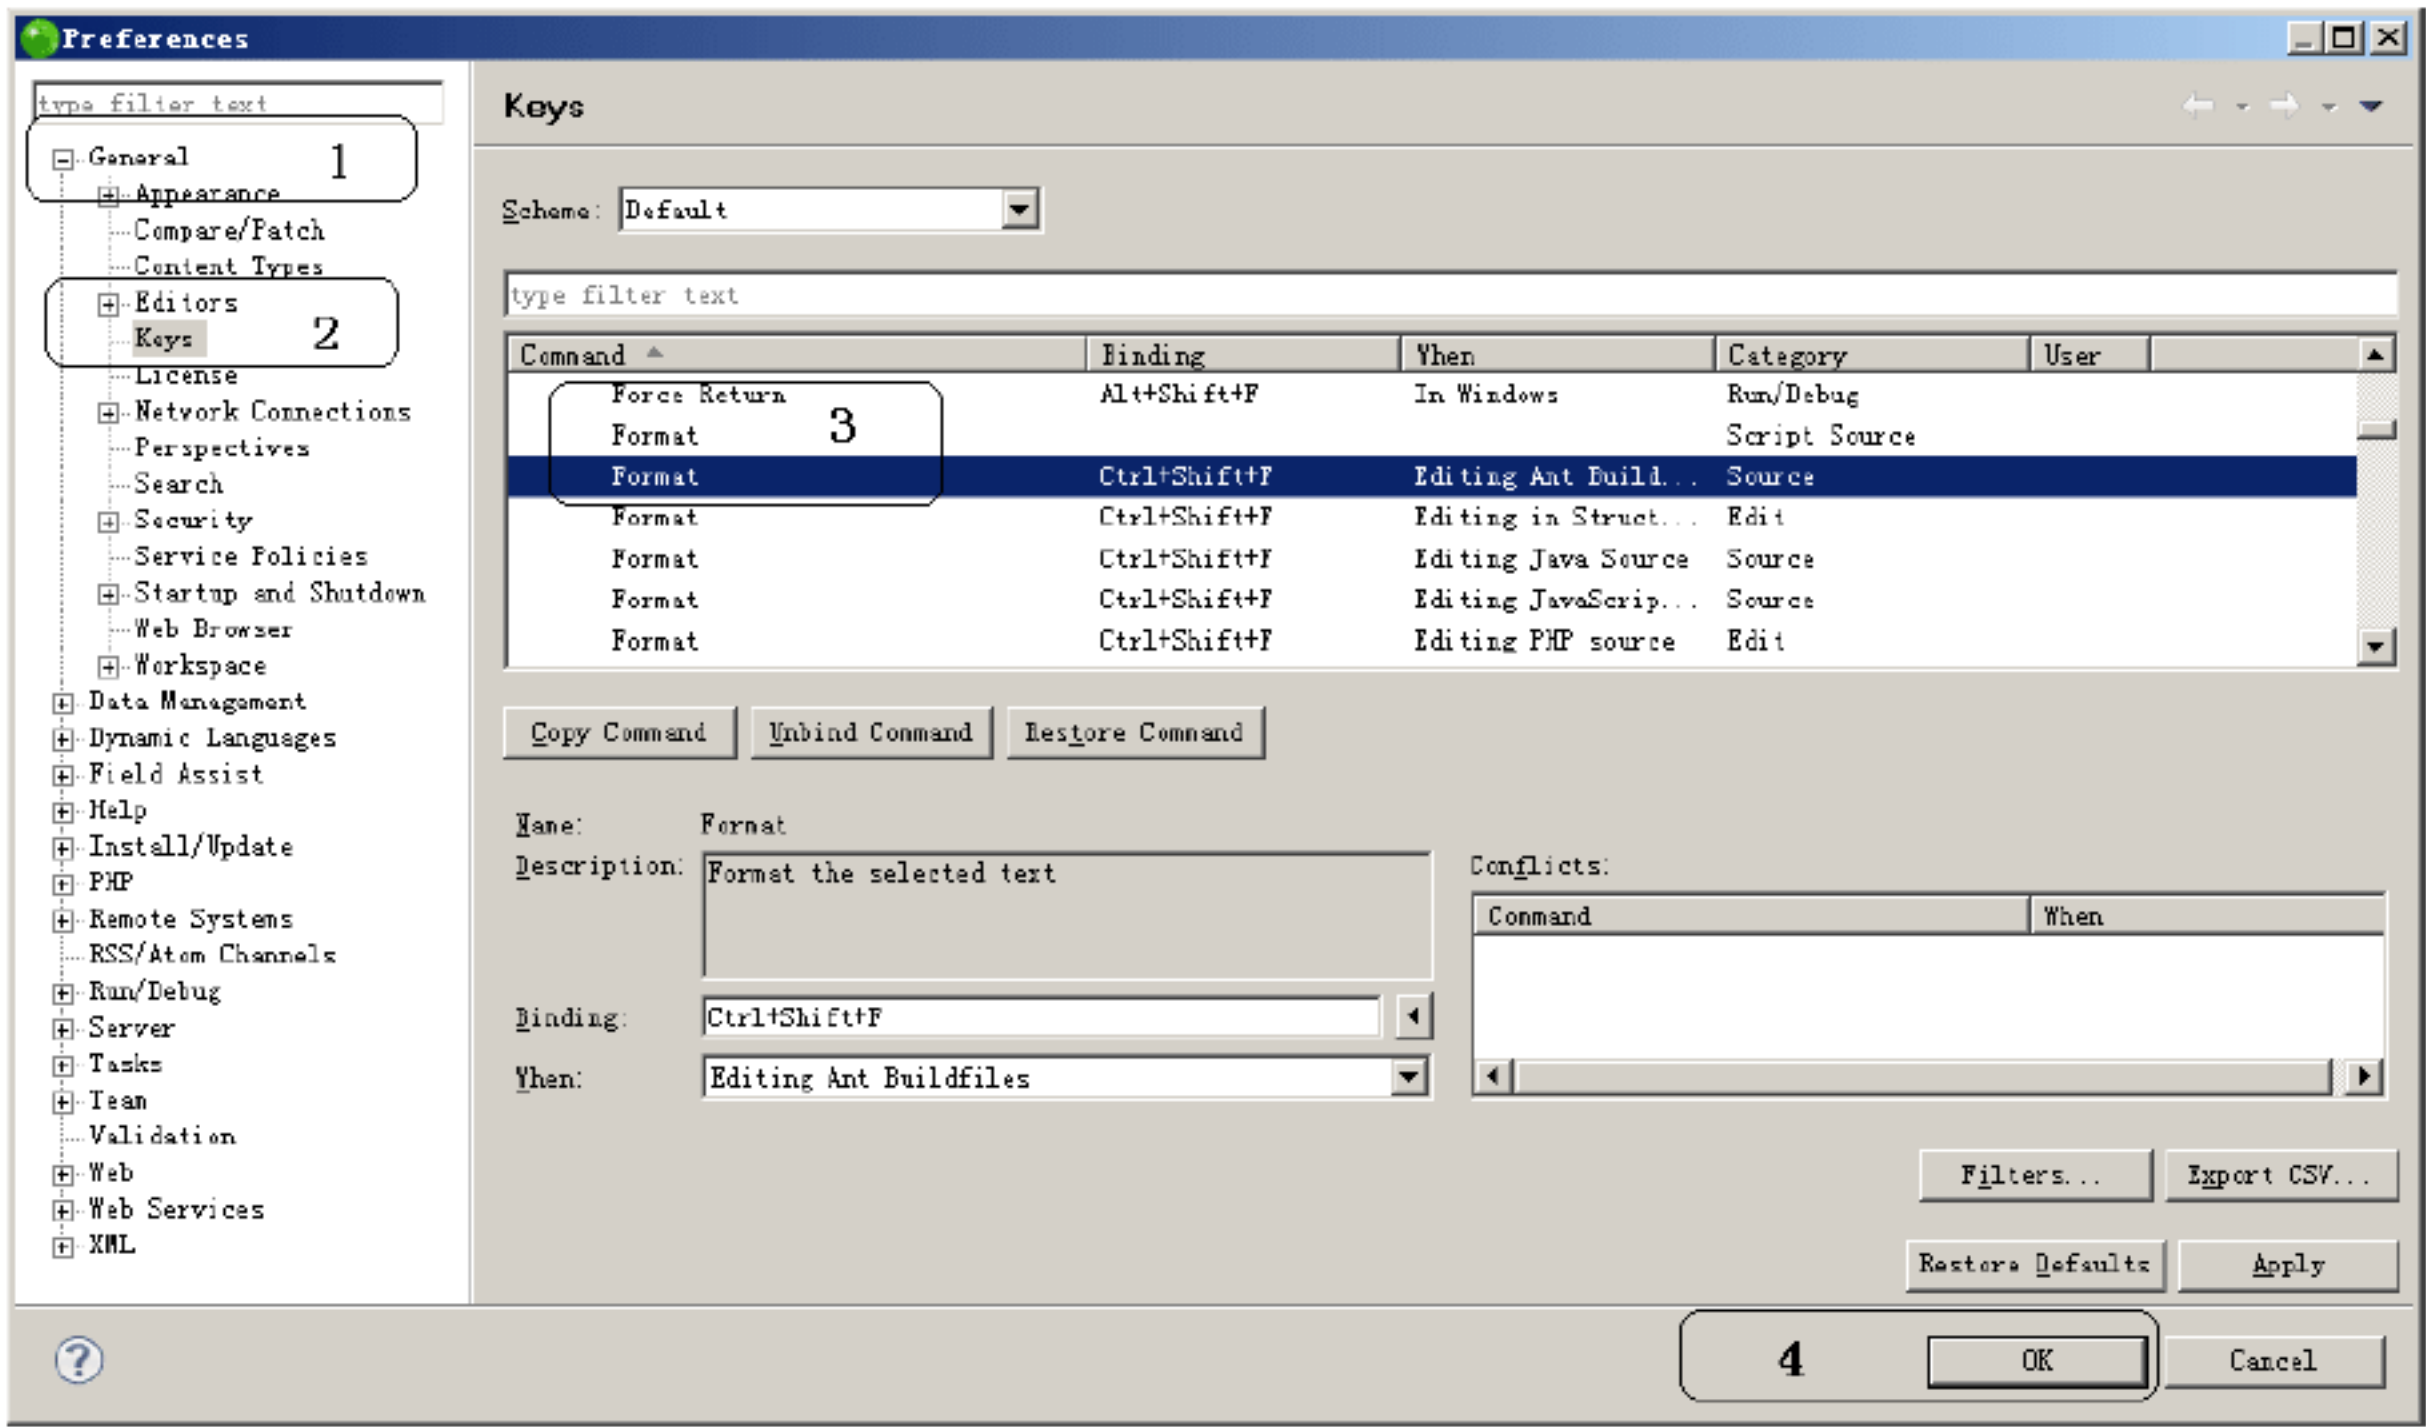 Preferences
type filter text
1
General
Appearance
Compare/Patch
Content Types
Editors
Keys
2
License
Network Connections
Perspectives
Search
Security
Service Policies
Startup and Shutdown
Web Browser
Workspace
Data Management
Dynamic Languages
Field Assist
Help
Install/Update
PHP
Remote Systems
RSS/Atom Channels
Run/Debug
Server
Tasks
Team
Validation
Web
Web Services
XML
Keys
Scheme: Default
type filter text
Command Binding When Category User
Force Return Alt+Shift+F In Windows Run/Debug
3
Format Script Source
Format Ctrl+Shift+F Editing Ant Build... Source
Format Ctrl+Shift+F Editing in Struct... Edit
Format Ctrl+Shift+F Editing Java Source Source
Format Ctrl+Shift+F Editing JavaScrip... Source
Format Ctrl+Shift+F Editing PHP source Edit
Copy Command Unbind Command Restore Command
Name: Format
Description: Format the selected text
Binding: Ctrl+Shift+F
When: Editing Ant Buildfiles
Conflicts:
Command When
Filters... Export CSV...
Restore Defaults Apply
4 OK Cancel